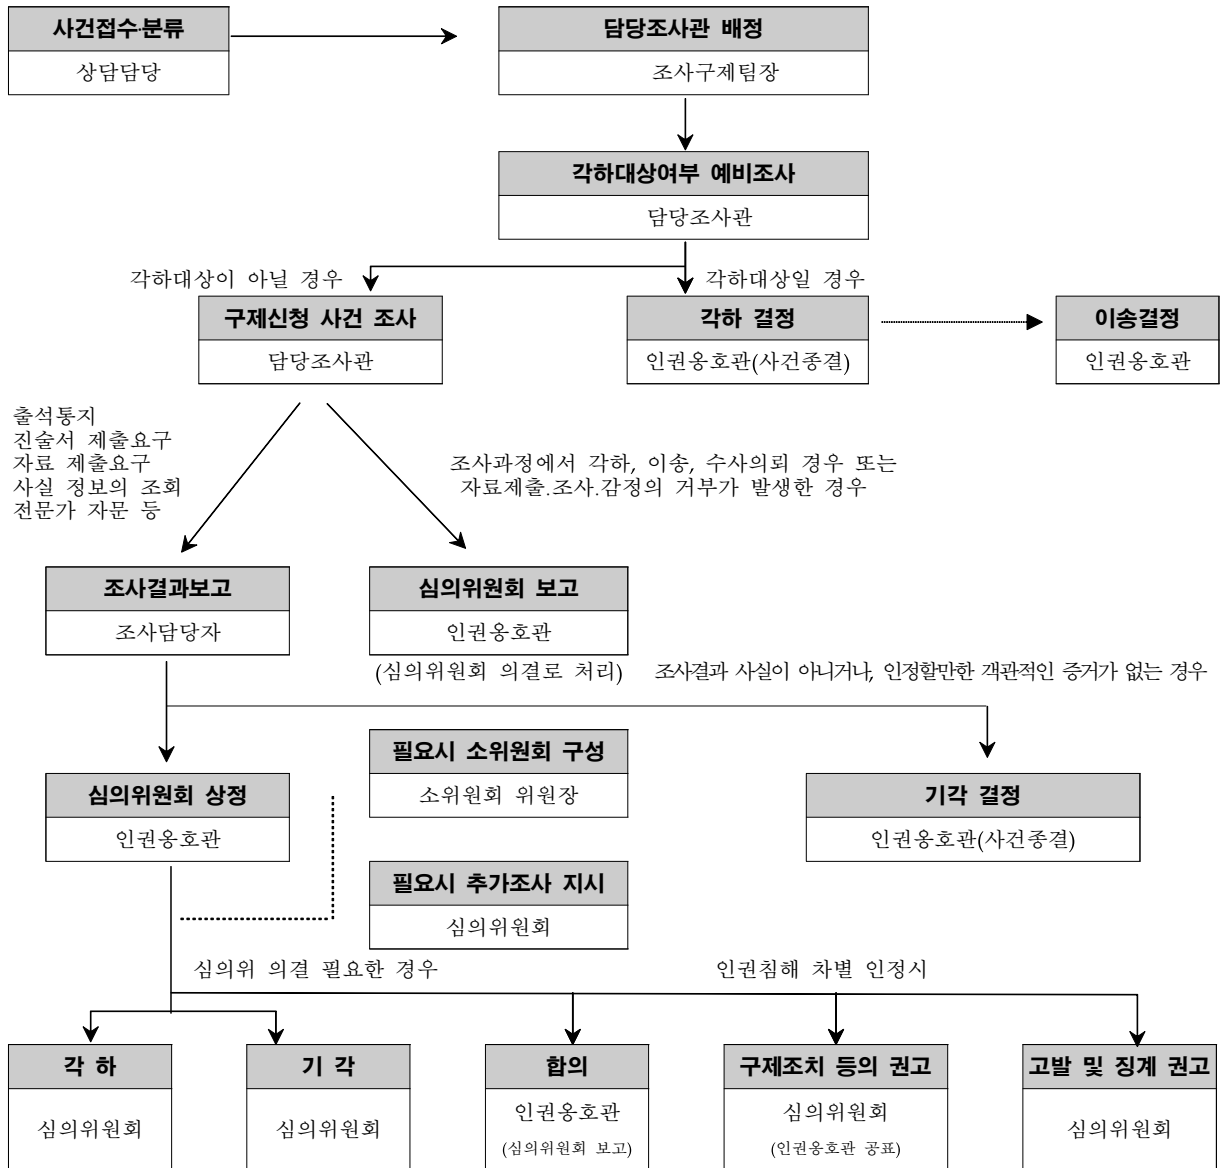 사건접수·분류
상담담당
담당조사관 배정
조사구제팀장
각하대상여부 예비조사
담당조사관
각하대상이 아닐 경우
각하대상일 경우
구제신청 사건 조사
담당조사관
각하 결정
인권옹호관(사건종결)
이송결정
인권옹호관
출석통지
진술서 제출요구
자료 제출요구
사실 정보의 조회
전문가 자문 등
조사과정에서 각하, 이송, 수사의뢰 경우 또는
자료제출.조사.감정의 거부가 발생한 경우
조사결과보고
조사담당자
심의위원회 보고
인권옹호관
(심의위원회 의결로 처리)
조사결과 사실이 아니거나, 인정할만한 객관적인 증거가 없는 경우
필요시 소위원회 구성
소위원회 위원장
심의위원회 상정
인권옹호관
기각 결정
인권옹호관(사건종결)
필요시 추가조사 지시
심의위원회
심의위 의결 필요한 경우
인권침해 차별 인정시
각 하
심의위원회
기 각
심의위원회
합의
인권옹호관
(심의위원회 보고)
구제조치 등의 권고
심의위원회
(인권옹호관 공표)
고발 및 징계 권고
심의위원회